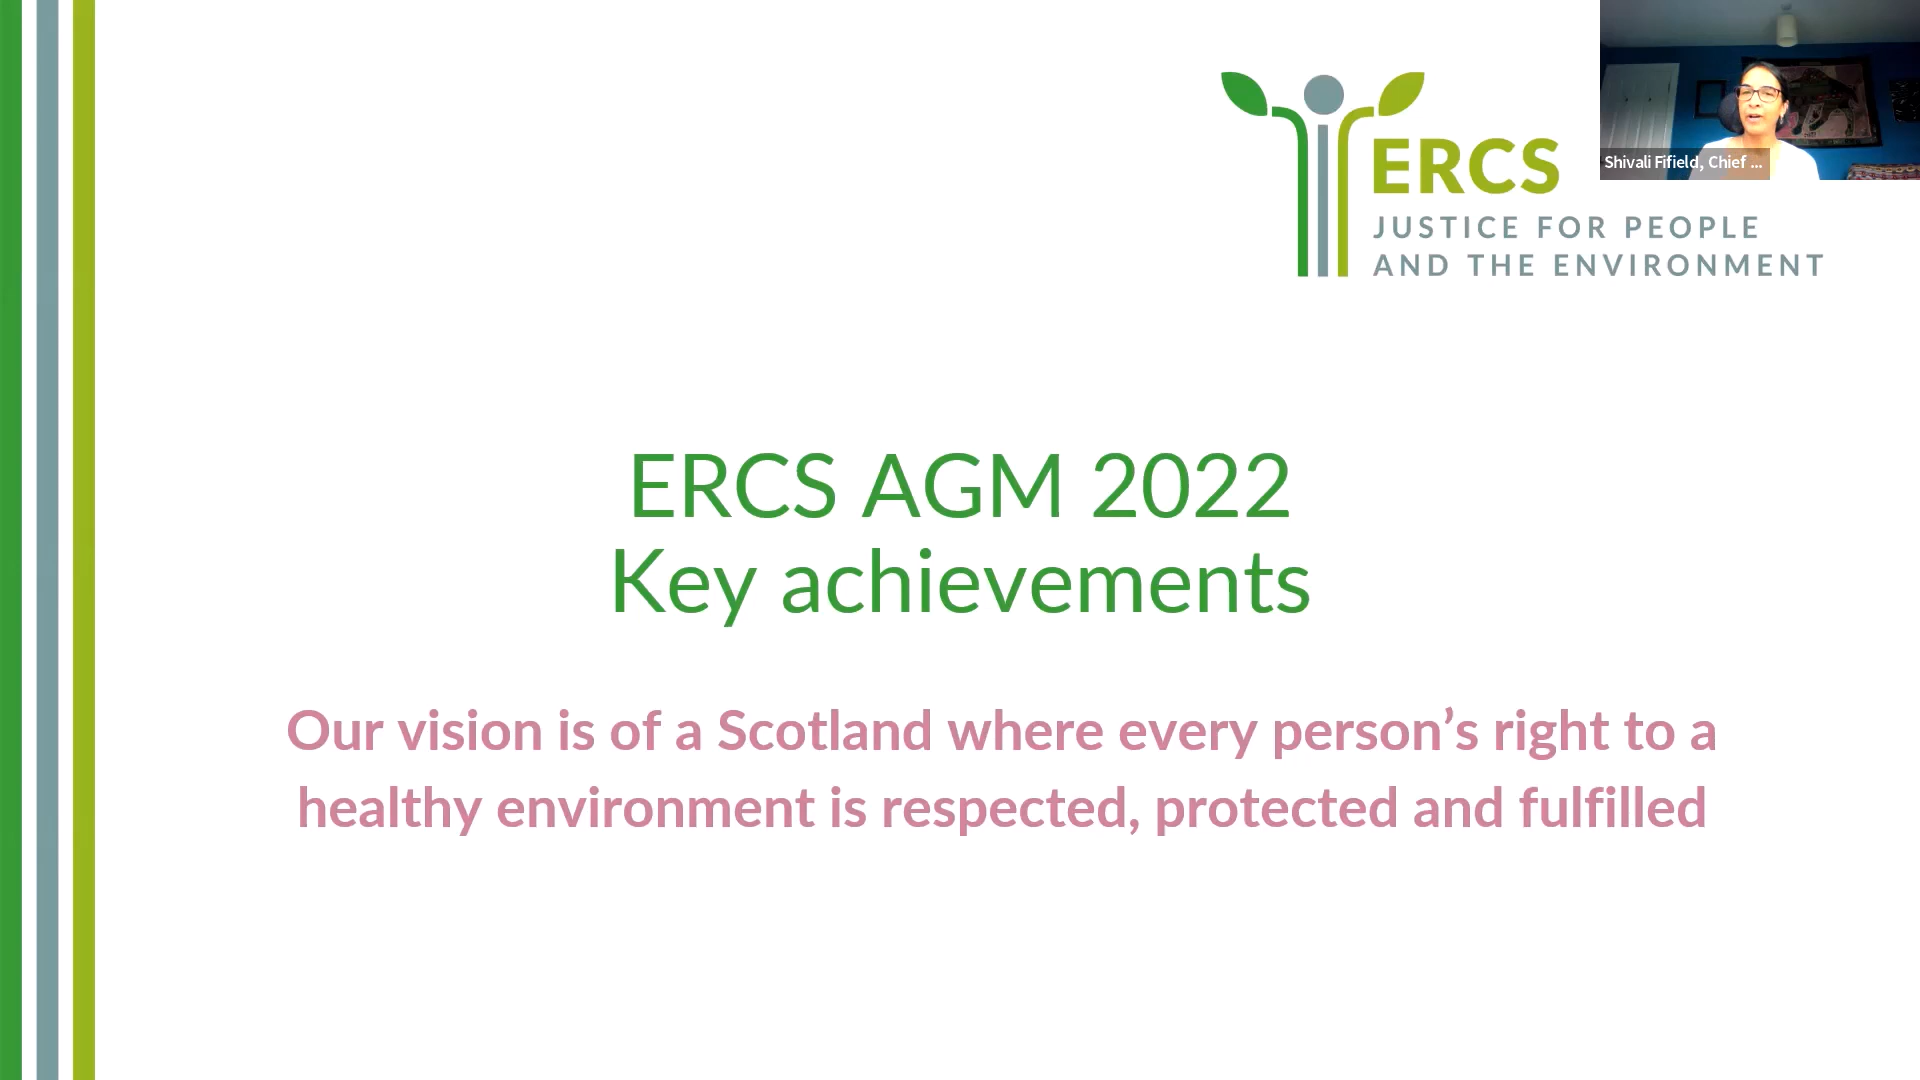 ERCS
JUSTICE FOR PEOPLE
AND THE ENVIRONMENT
Shivali Fifield, Chief ...
ERCS AGM 2022
Key achievements
Our vision is of a Scotland where every person’s right to a
healthy environment is respected, protected and fulfilled